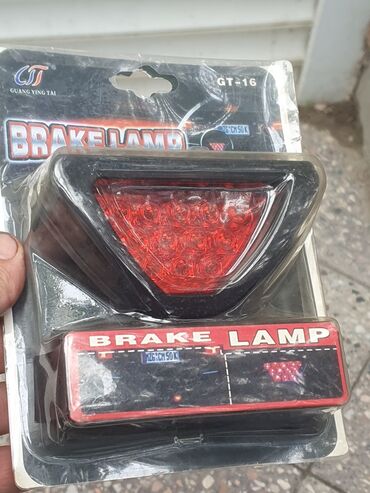 GUANG YING TAI
GT-16
BRAKE LAMP
BRAKE LAMP